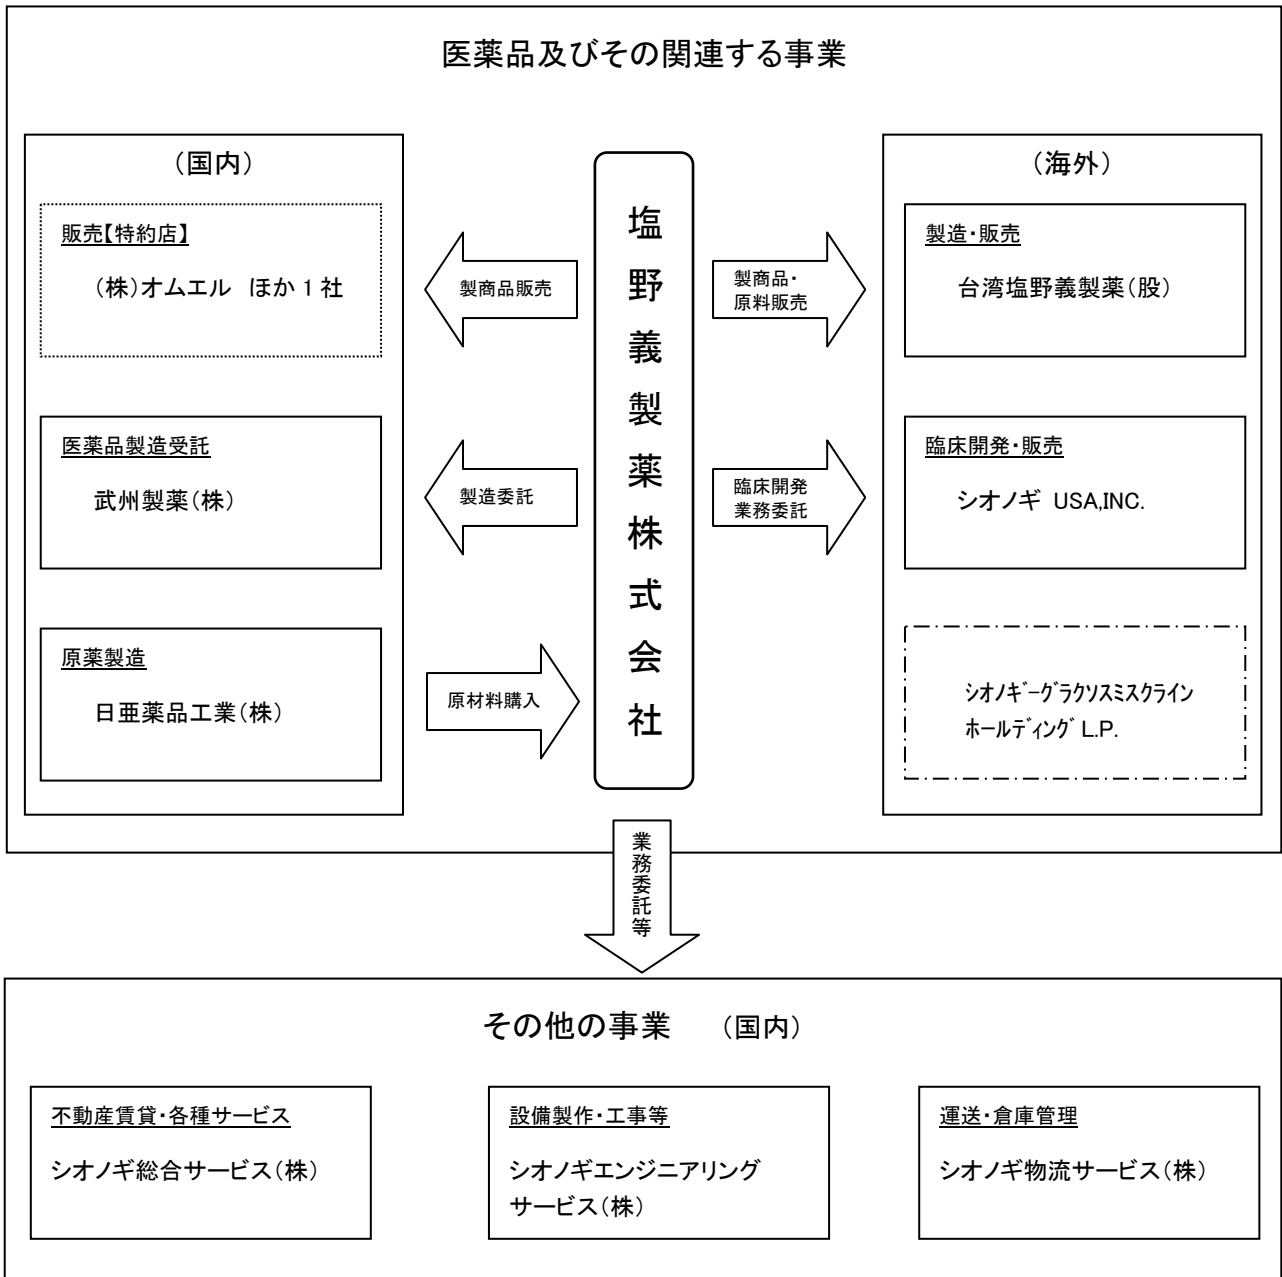 医薬品及びその関連する事業
（国内）
販売【特約店】
（株）オムエル ほか１社
医薬品製造受託
武州製薬（株）
原薬製造
日亜薬品工業（株）
製商品販売
製造委託
原材料購入
塩野義製薬株式会社
製商品・
原料販売
臨床開発
業務委託
（海外）
製造・販売
台湾塩野義製薬（股）
臨床開発・販売
シオノギ USA,INC.
ｼｵﾉｷﾞｰｸﾞﾗｸｿｽﾐｽｸﾗｲﾝ
ﾎｰﾙﾃﾞｨﾝｸﾞ L.P.
業務委託等
その他の事業 （国内）
不動産賃貸・各種サービス
シオノギ総合サービス（株）
設備製作・工事等
シオノギエンジニアリング
サービス（株）
運送・倉庫管理
シオノギ物流サービス（株）